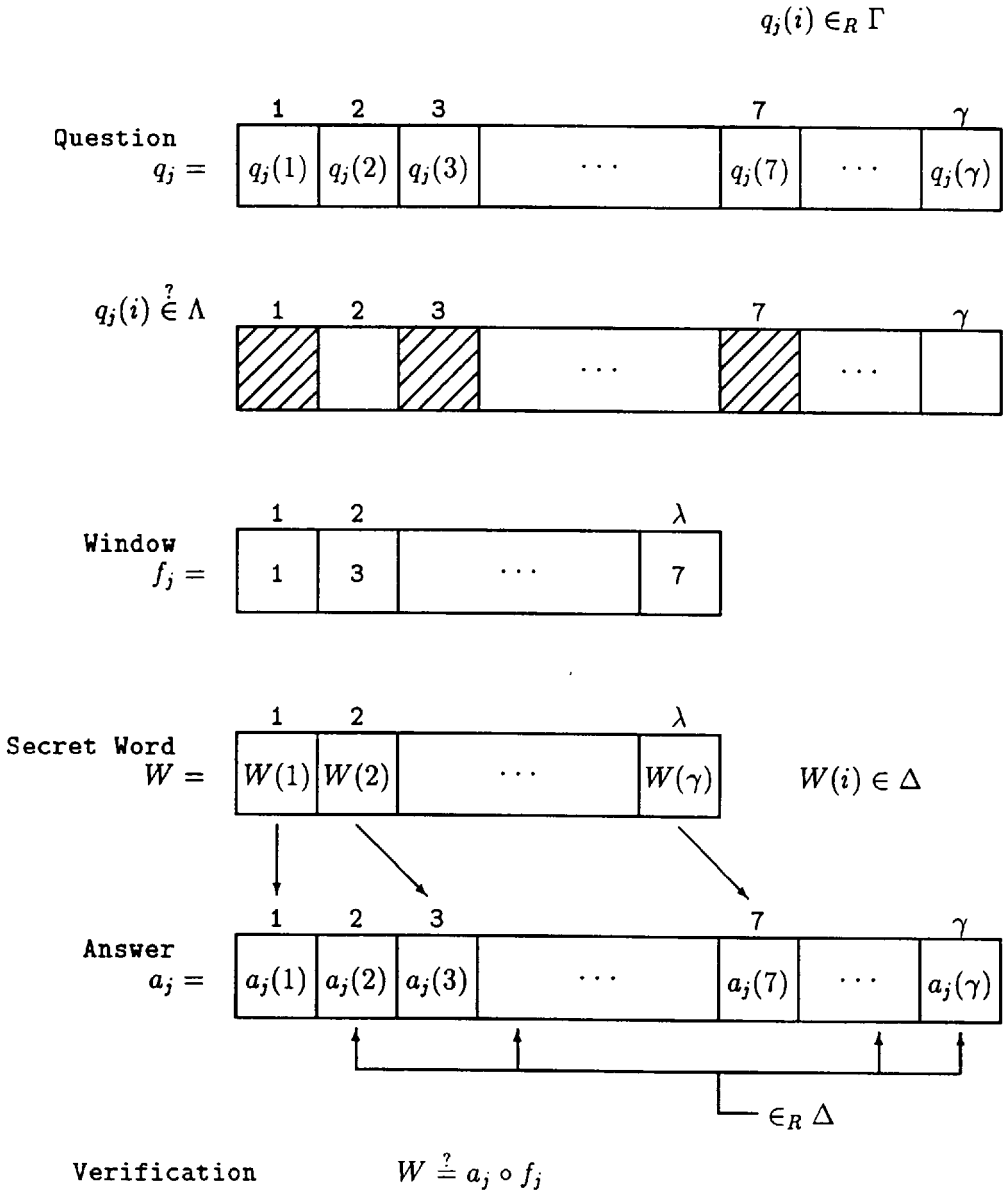 q_j(i) ∈_R Γ
1 2 3 7 γ
Question
q_j = q_j(1) q_j(2) q_j(3) ··· q_j(7) ··· q_j(γ)
q_j(i) ?∈ Λ 1 2 3 7 γ
··· ···
1 2 λ
Window
f_j = 1 3 ··· 7
1 2 λ
Secret Word
W = W(1) W(2) ··· W(γ) W(i) ∈ Δ
1 2 3 7 γ
Answer
a_j = a_j(1) a_j(2) a_j(3) ··· a_j(7) ··· a_j(γ)
∈_R Δ
Verification W ?= a_j ∘ f_j